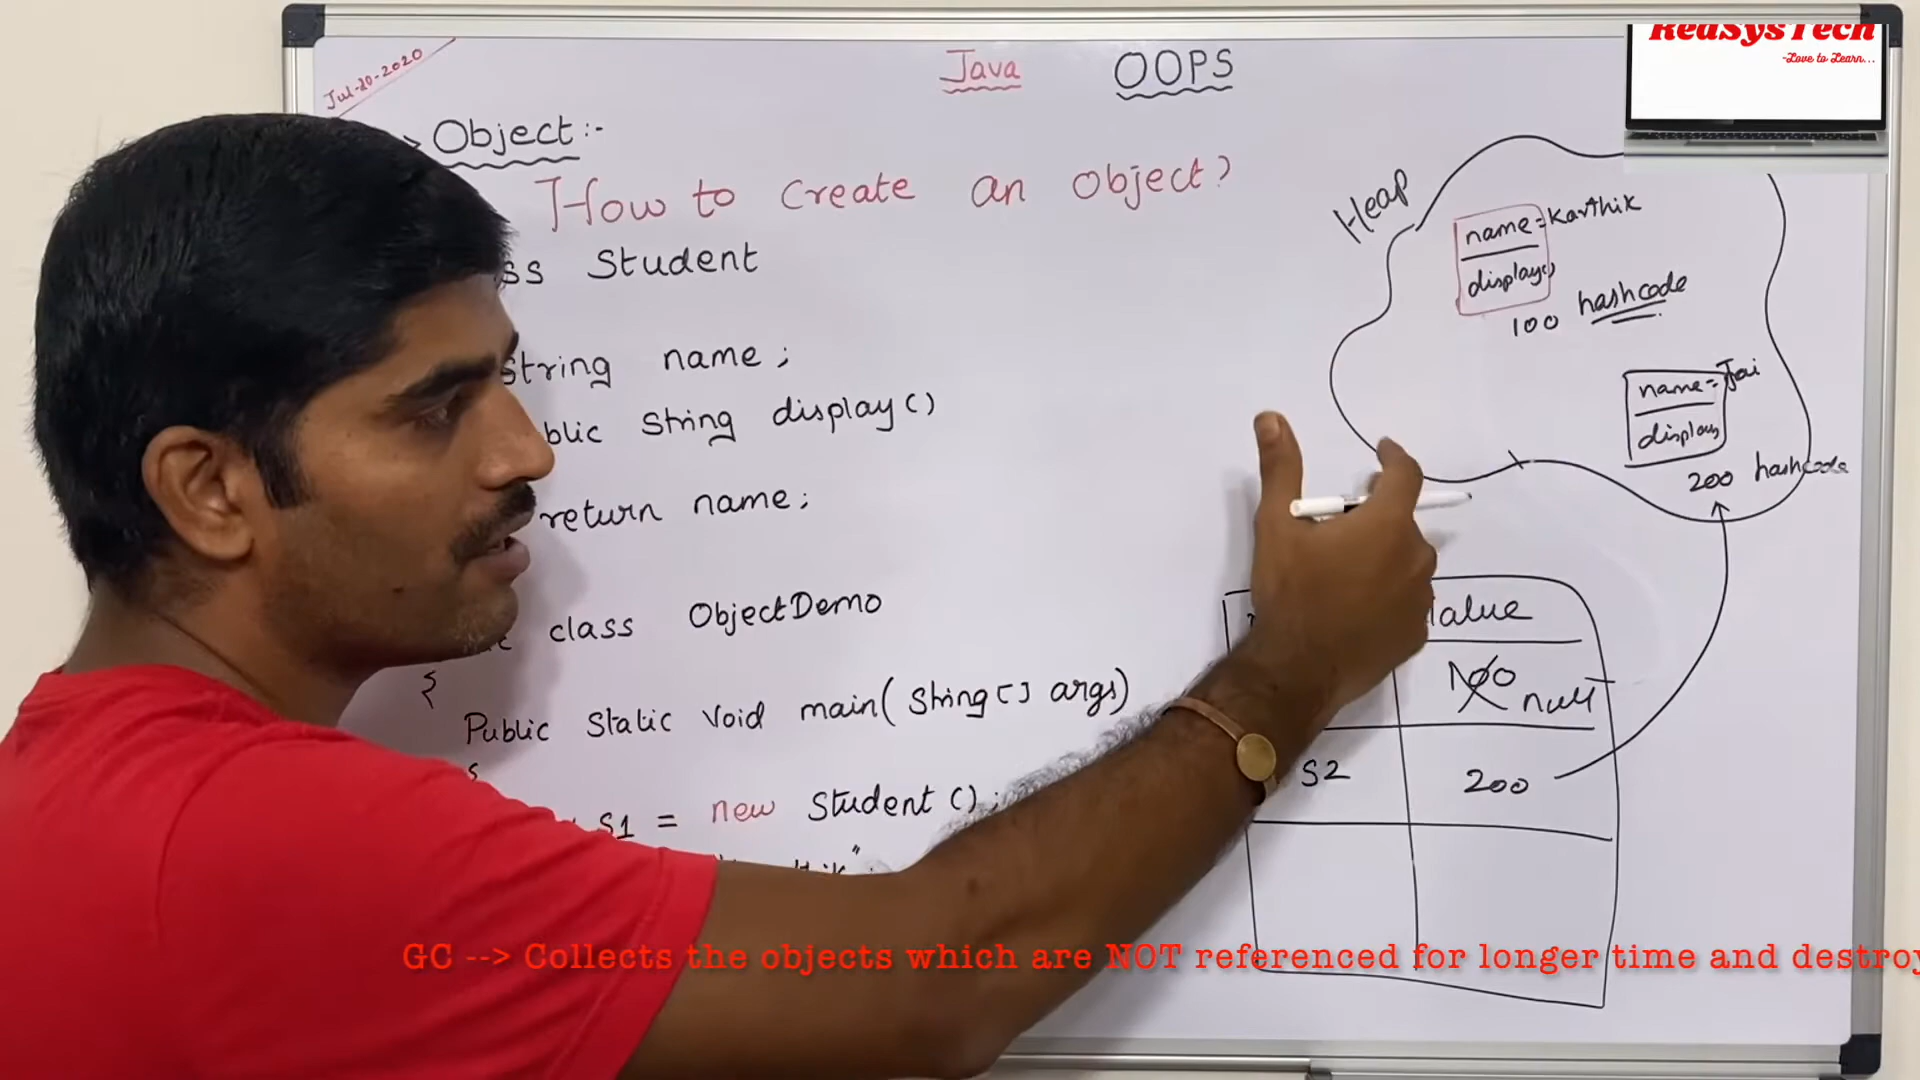 Jul-20-2020
Java OOPS
RedSysTech
-Love to Learn...
Object:-
How to create an object?
ss Student
String name;
blic String display()
return name;
class ObjectDemo
{
Public Static Void main(String[] args)
S1 = new Student();
Heap
name=Karthik
display()
100 hashcode
name=Jai
display
200 hashcode
alue
100 null
S2 200
GC --> Collects the objects which are NOT referenced for longer time and destroy